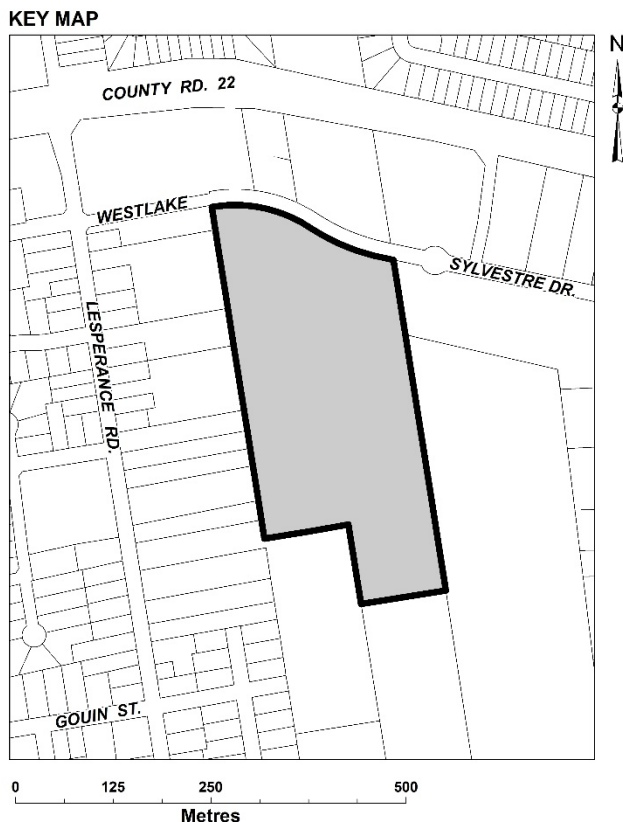 KEY MAP
N
COUNTY RD. 22
WESTLAKE
SYLVESTRE DR.
LESPERANCE RD.
GOUIN ST.
0 125 250 500
Metres